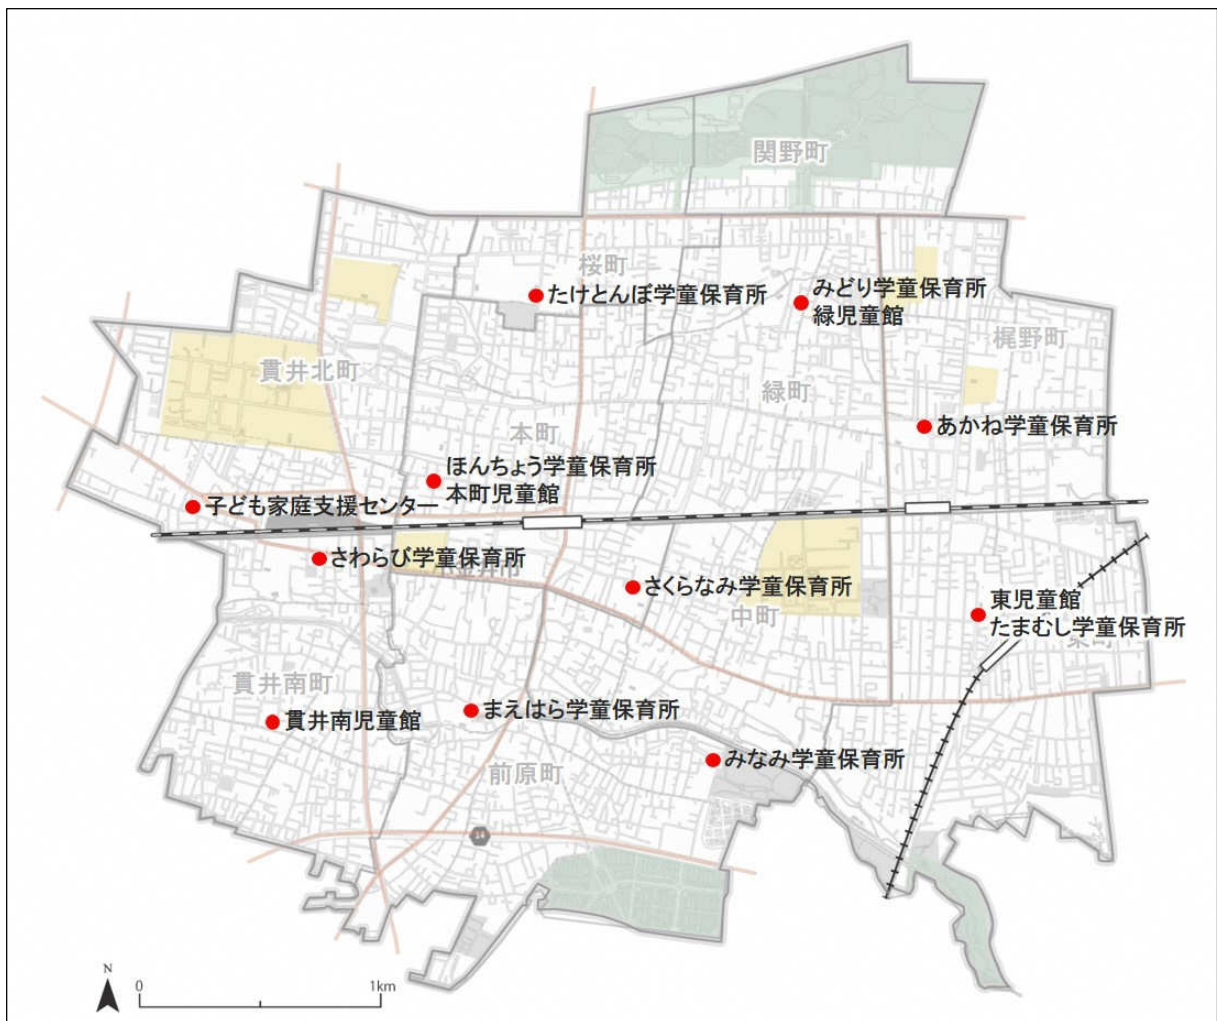 関野町
桜町
たけとんぼ学童保育所
みどり学童保育所
緑児童館
梶野町
貫井北町
緑町
本町
あかね学童保育所
ほんちょう学童保育所
本町児童館
子ども家庭支援センター
さわらび学童保育所
さくらなみ学童保育所
中町
東児童館
たまむし学童保育所
貫井南町
貫井南児童館
まえはら学童保育所
みなみ学童保育所
前原町
14
N
0
1km